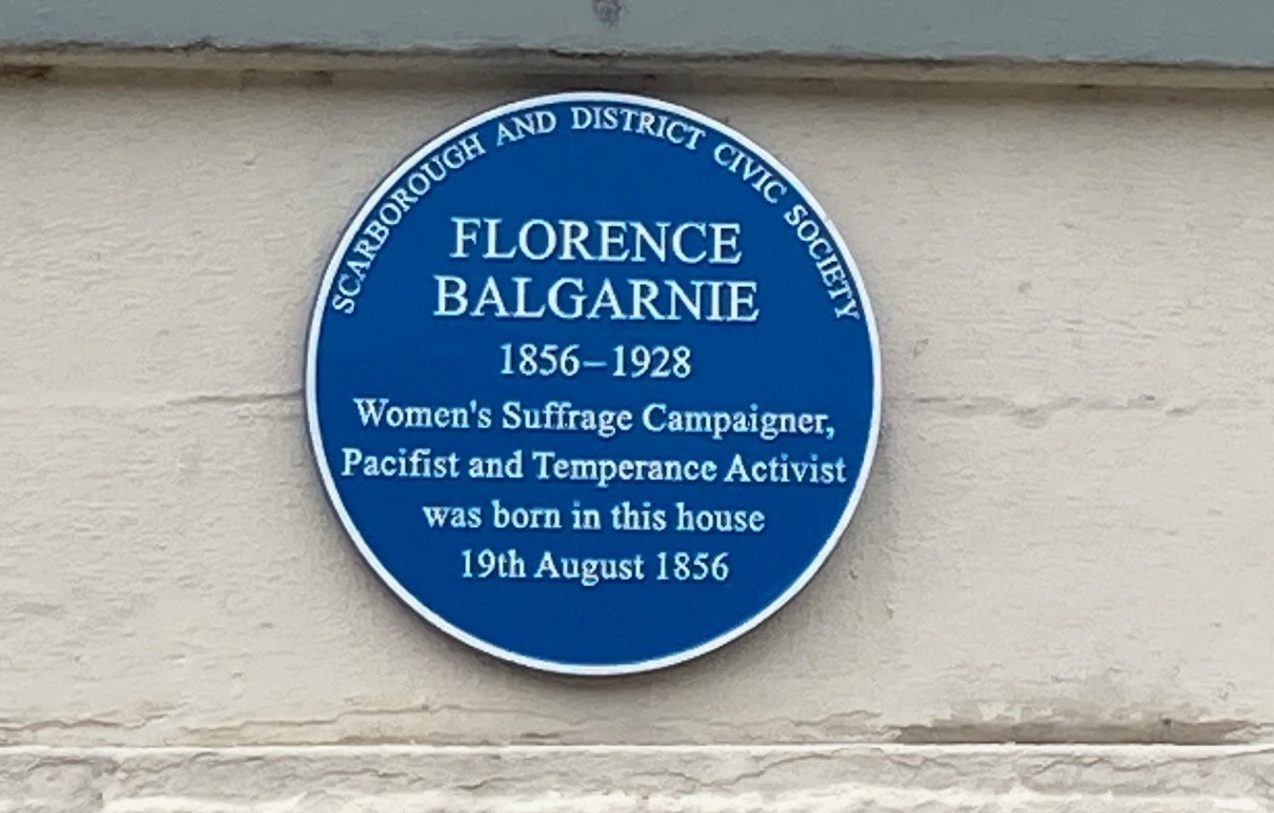 SCARBOROUGH AND DISTRICT CIVIC SOCIETY
FLORENCE
BALGARNIE
1856–1928
Women's Suffrage Campaigner,
Pacifist and Temperance Activist
was born in this house
19th August 1856